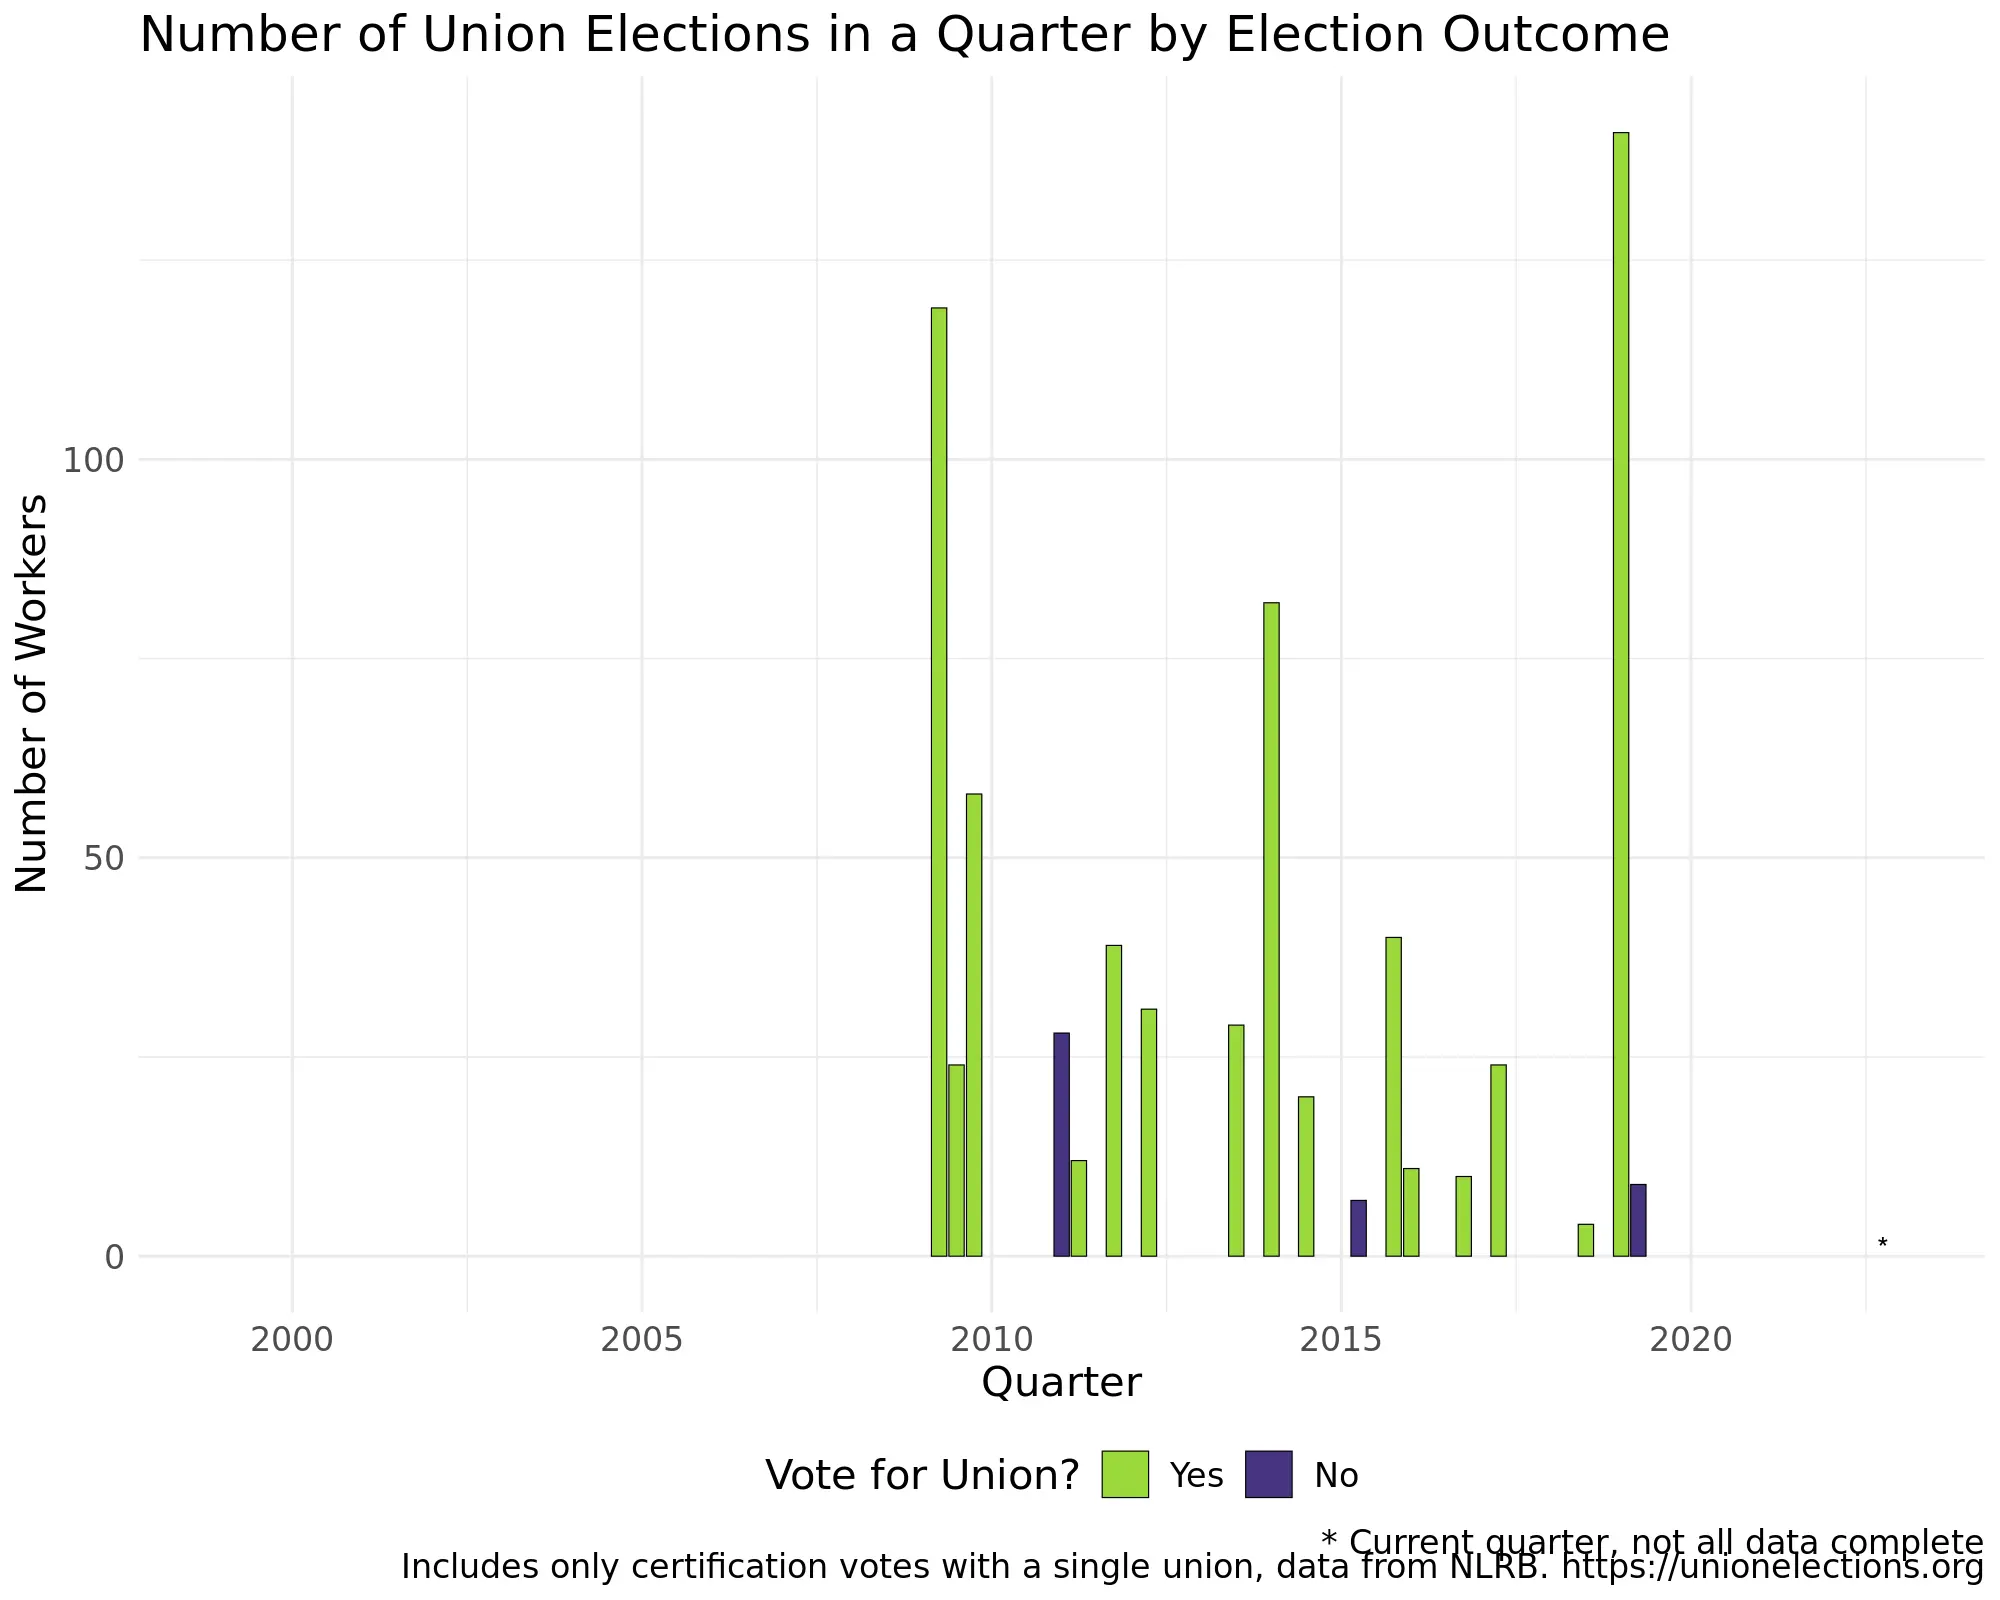 Number of Union Elections in a Quarter by Election Outcome
Number of Workers
100
50
0
*
2000 2005 2010 2015 2020
Quarter
Vote for Union? Yes No
* Current quarter, not all data complete
Includes only certification votes with a single union, data from NLRB. https://unionelections.org